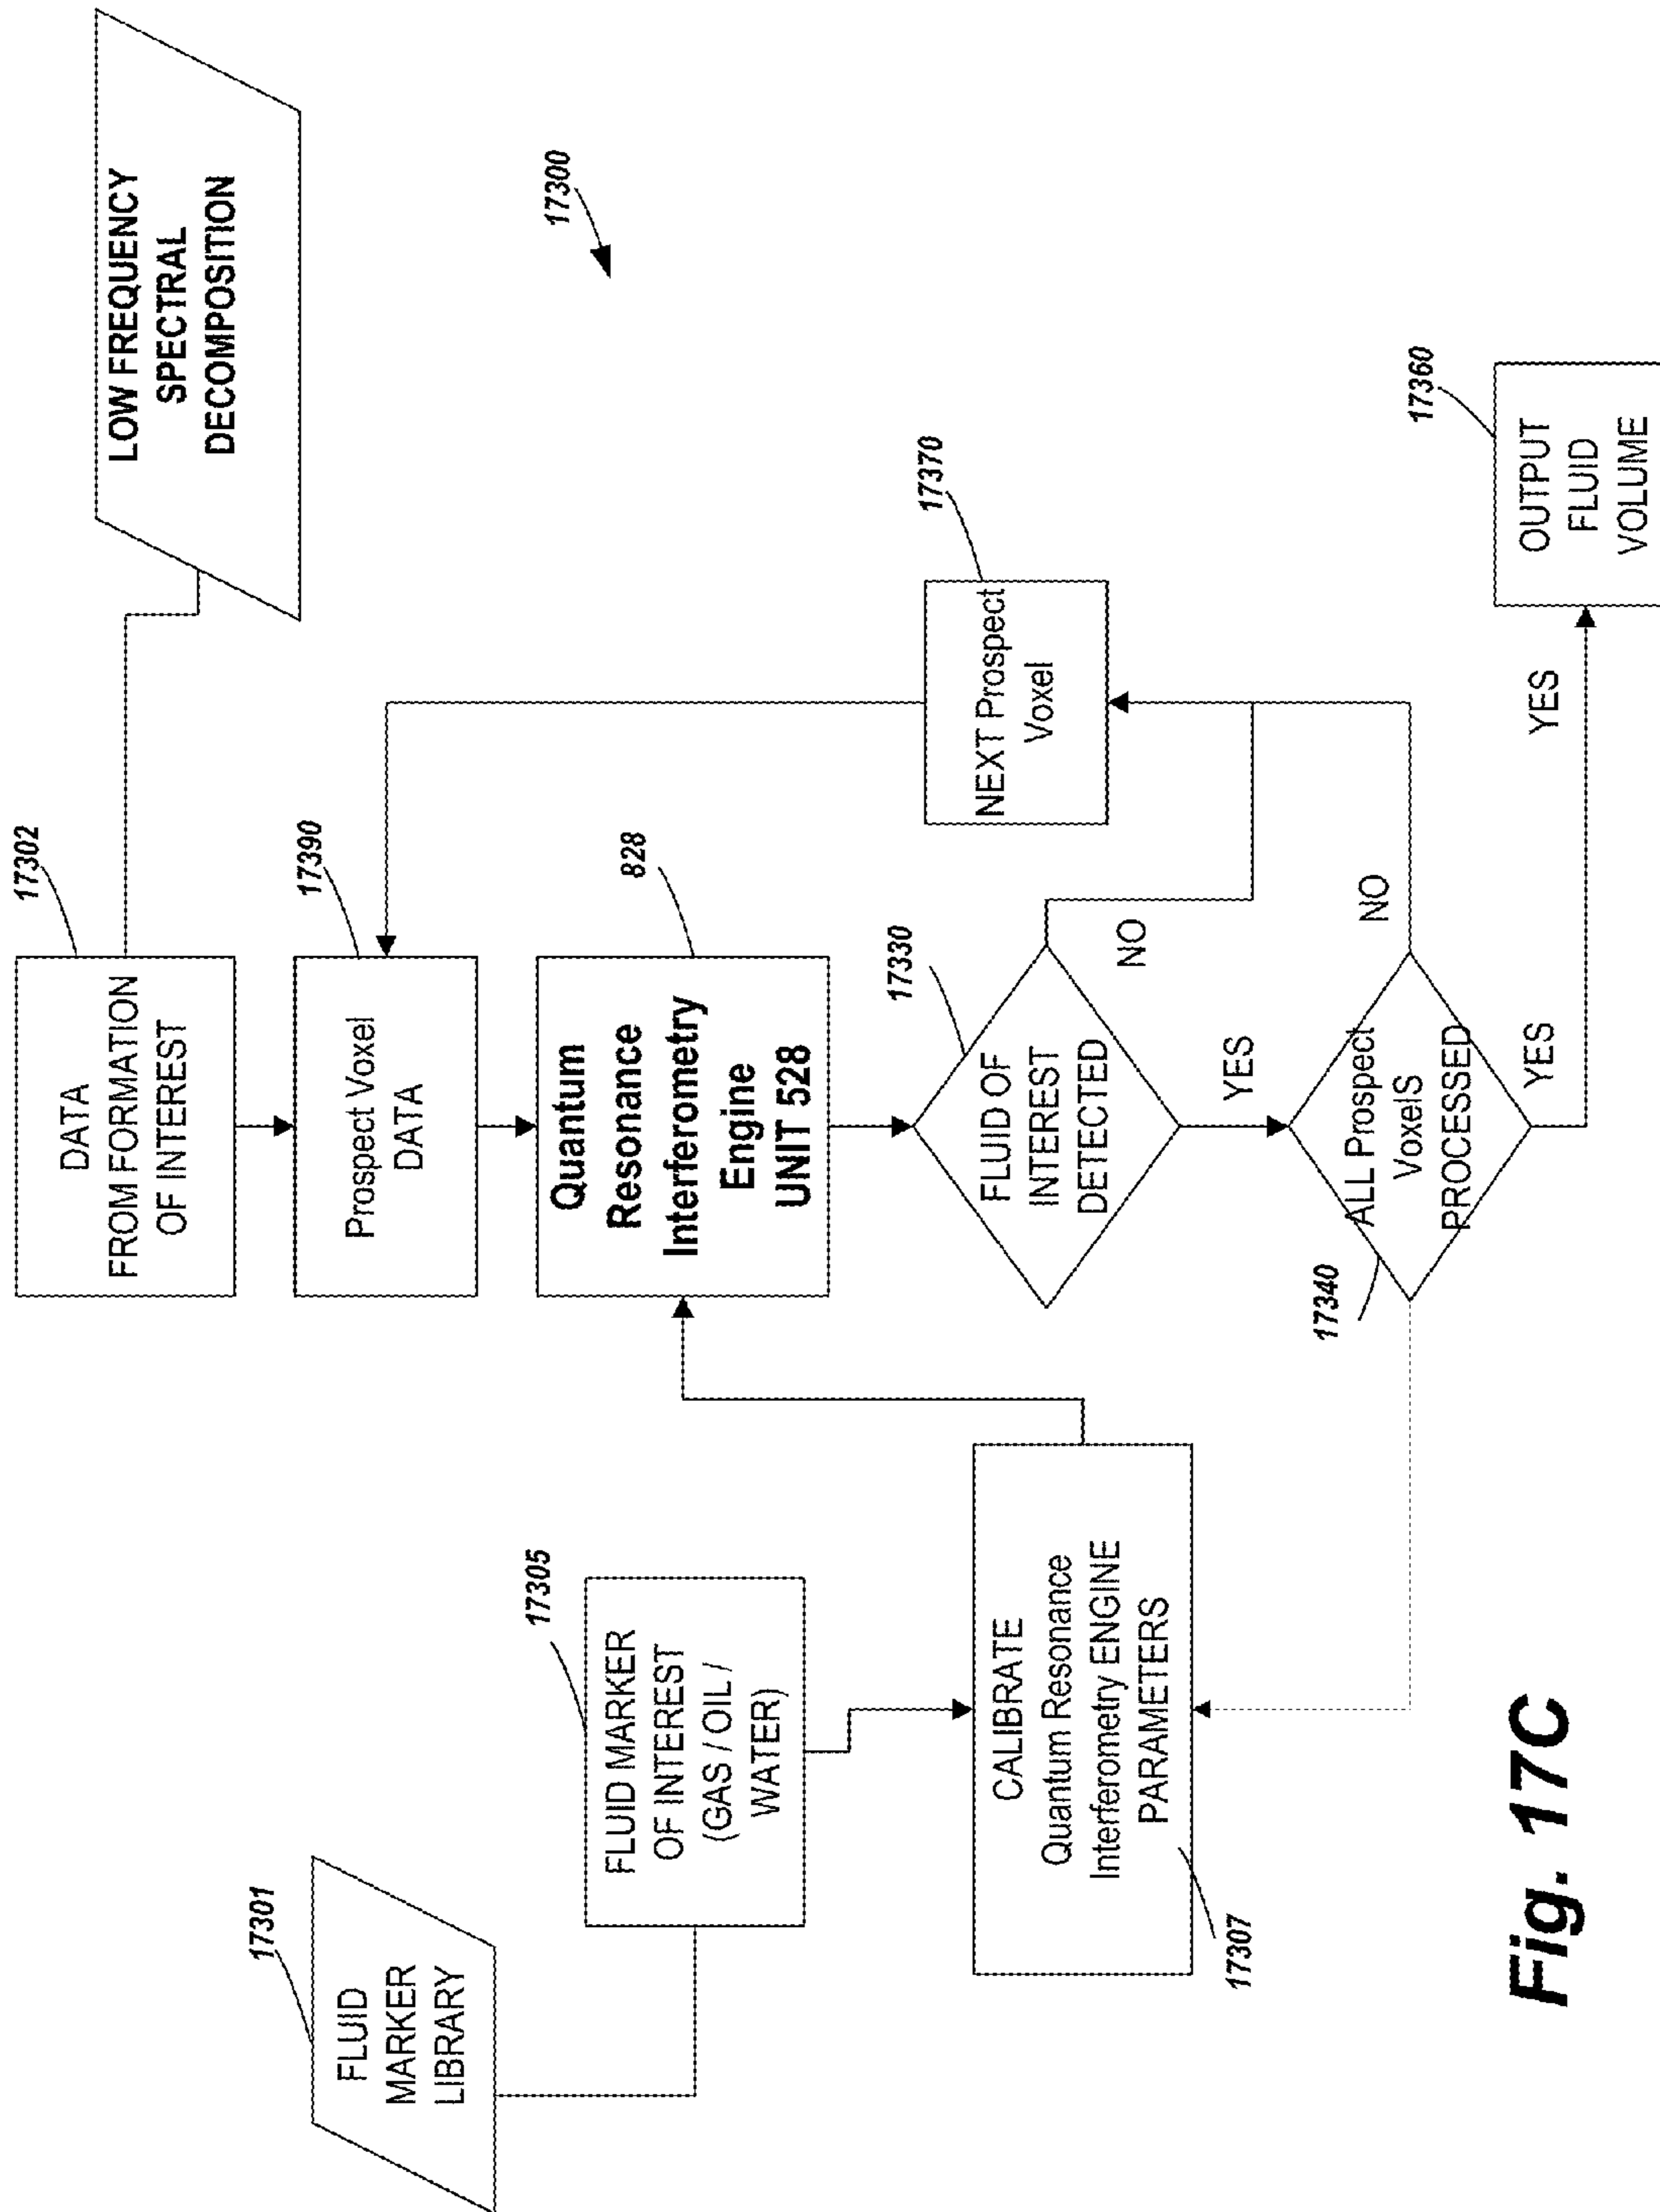 17302
DATA
FROM FORMATION
OF INTEREST
LOW FREQUENCY
SPECTRAL
DECOMPOSITION
17390
Prospect Voxel
DATA
17301
FLUID
MARKER
LIBRARY
17300
828
Quantum
Resonance
Interferometry
Engine
UNIT 528
17305
FLUID MARKER
OF INTEREST
(GAS / OIL /
WATER)
17370
NEXT Prospect
Voxel
17330
FLUID OF
INTEREST
DETECTED
NO
YES
CALIBRATE
Quantum Resonance
Interferometry ENGINE
PARAMETERS
17307
17340
ALL Prospect
VoxelS
PROCESSED
NO
YES
YES
17360
OUTPUT
FLUID
VOLUME
Fig. 17C